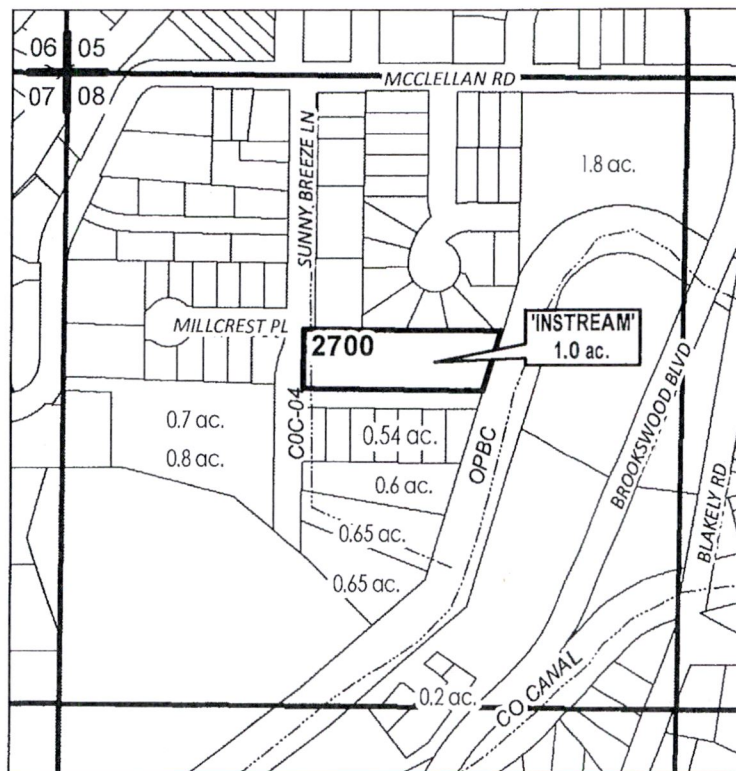 06 05
07 08
MCCLELLAN RD
SUNNY BREEZE LN
1.8 ac.
MILLCREST PL
2700
'INSTREAM'
1.0 ac.
COC-04
0.7 ac.
0.8 ac.
0.54 ac.
0.6 ac.
0.65 ac.
0.65 ac.
OPBC
BROOKSWOOD BLVD
BLAKELY RD
0.2 ac.
CO CANAL